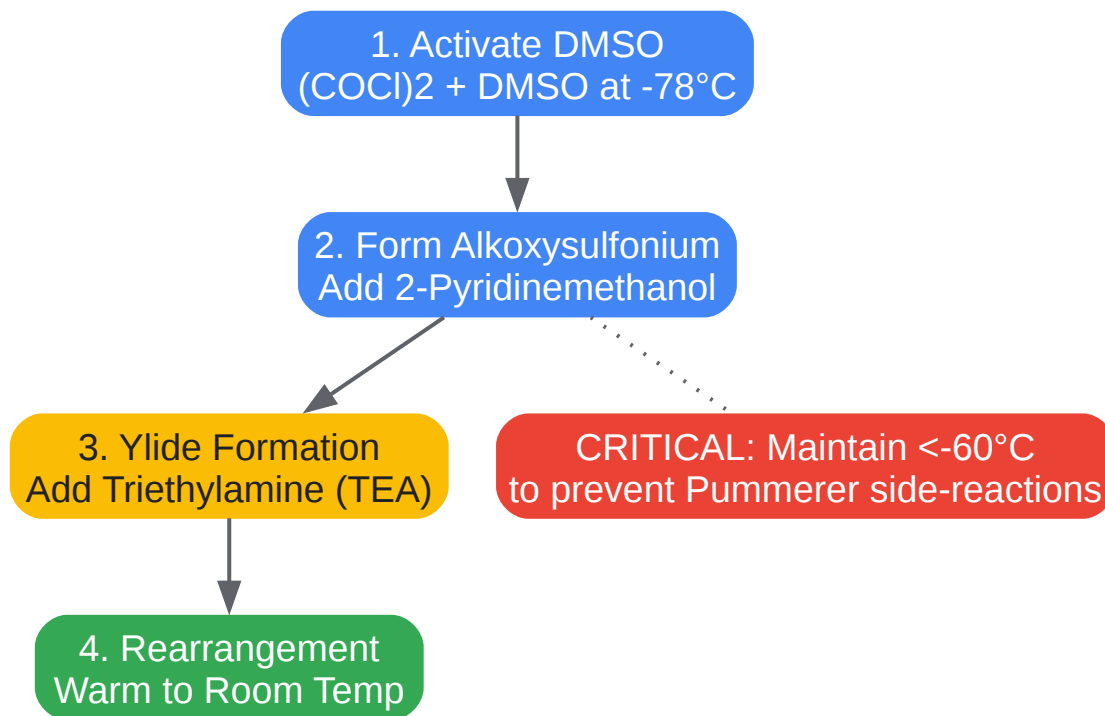 1. Activate DMSO
(COCl)2 + DMSO at -78°C
2. Form Alkoxysulfonium
Add 2-Pyridinemethanol
3. Ylide Formation
Add Triethylamine (TEA)
CRITICAL: Maintain <-60°C
to prevent Pummerer side-reactions
4. Rearrangement
Warm to Room Temp